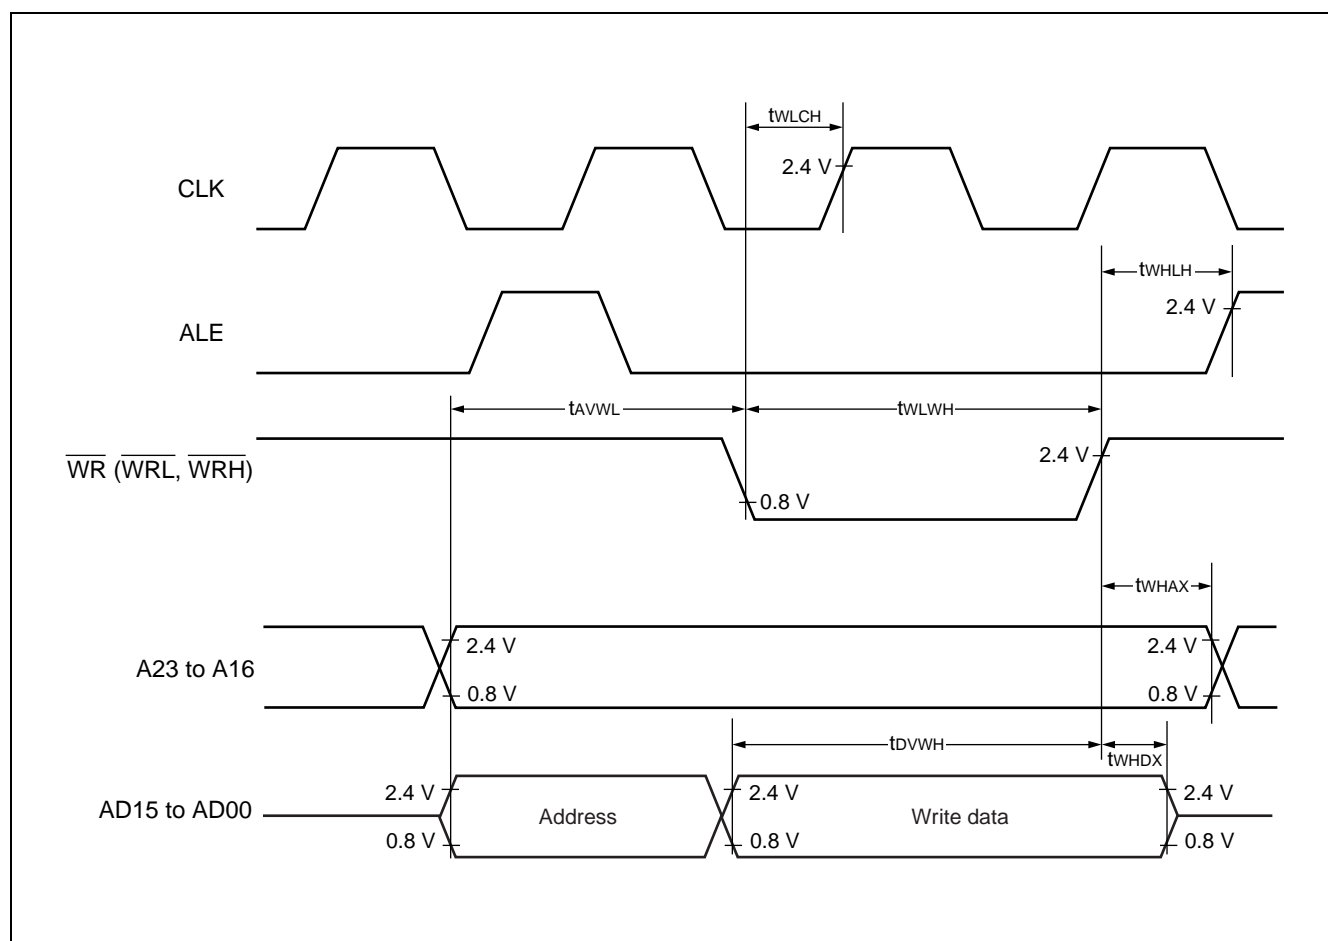 tWLCH
2.4 V
CLK
tWHLH
2.4 V
ALE
tAVWL tWLWH
WR (WRL, WRH)
2.4 V
0.8 V
tWHAX
2.4 V 2.4 V
A23 to A16
0.8 V 0.8 V
tDVWH
tWHDX
2.4 V 2.4 V 2.4 V
AD15 to AD00 Address Write data
0.8 V 0.8 V 0.8 V